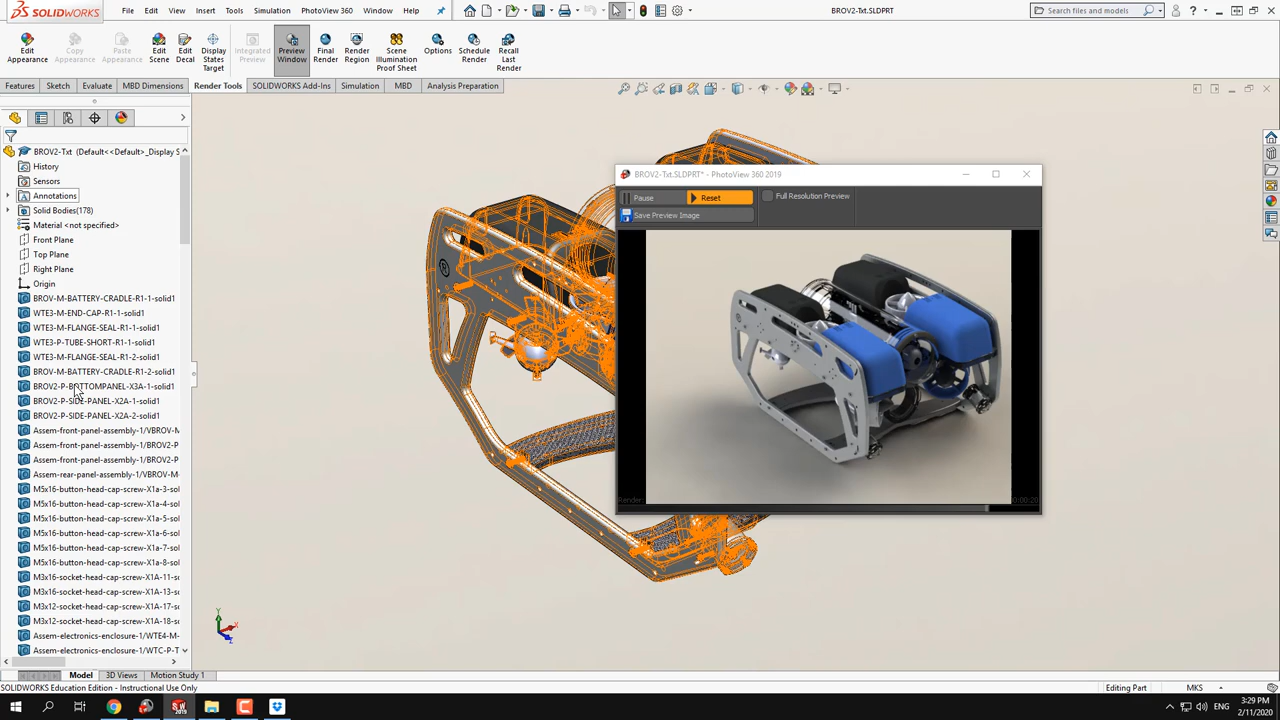 SOLIDWORKS
File Edit View Insert Tools Simulation PhotoView 360 Window Help
BROV2-Txt.SLDPRT
Search files and models
Edit Appearance
Copy Appearance
Paste Appearance
Edit Scene
Edit Decal
Display States Target
Integrated Preview
Preview Window
Final Render
Render Region
Scene Illumination Proof Sheet
Options
Schedule Render
Recall Last Render
Features Sketch Evaluate MBD Dimensions Render Tools SOLIDWORKS Add-Ins Simulation MBD Analysis Preparation
BROV2-Txt (Default<<Default>_Display S
History
Sensors
Annotations
Solid Bodies(178)
Material <not specified>
Front Plane
Top Plane
Right Plane
Origin
BROV-M-BATTERY-CRADLE-R1-1-solid1
WTE3-M-END-CAP-R1-1-solid1
WTE3-M-FLANGE-SEAL-R1-1-solid1
WTE3-P-TUBE-SHORT-R1-1-solid1
WTE3-M-FLANGE-SEAL-R1-2-solid1
BROV-M-BATTERY-CRADLE-R1-2-solid1
BROV2-P-BOTTOMPANEL-X3A-1-solid1
BROV2-P-SIDE-PANEL-X2A-1-solid1
BROV2-P-SIDE-PANEL-X2A-2-solid1
Assem-front-panel-assembly-1/VBROV-M
Assem-front-panel-assembly-1/BROV2-P
Assem-front-panel-assembly-1/BROV2-P
Assem-rear-panel-assembly-1/VBROV-M-
M5x16-button-head-cap-screw-X1a-3-sol
M5x16-button-head-cap-screw-X1a-4-sol
M5x16-button-head-cap-screw-X1a-5-sol
M5x16-button-head-cap-screw-X1a-6-sol
M5x16-button-head-cap-screw-X1a-7-sol
M5x16-button-head-cap-screw-X1a-8-sol
M3x16-socket-head-cap-screw-X1A-11-so
M3x16-socket-head-cap-screw-X1A-13-so
M3x12-socket-head-cap-screw-X1A-17-so
M3x12-socket-head-cap-screw-X1A-18-so
Assem-electronics-enclosure-1/WTE4-M-
Assem-electronics-enclosure-1/WTC-P-T
BROV2-Txt.SLDPRT* - PhotoView 360 2019
Pause Reset Full Resolution Preview
Save Preview Image
Model 3D Views Motion Study 1
SOLIDWORKS Education Edition - Instructional Use Only
Editing Part MKS
ENG 3:29 PM
2/11/2020